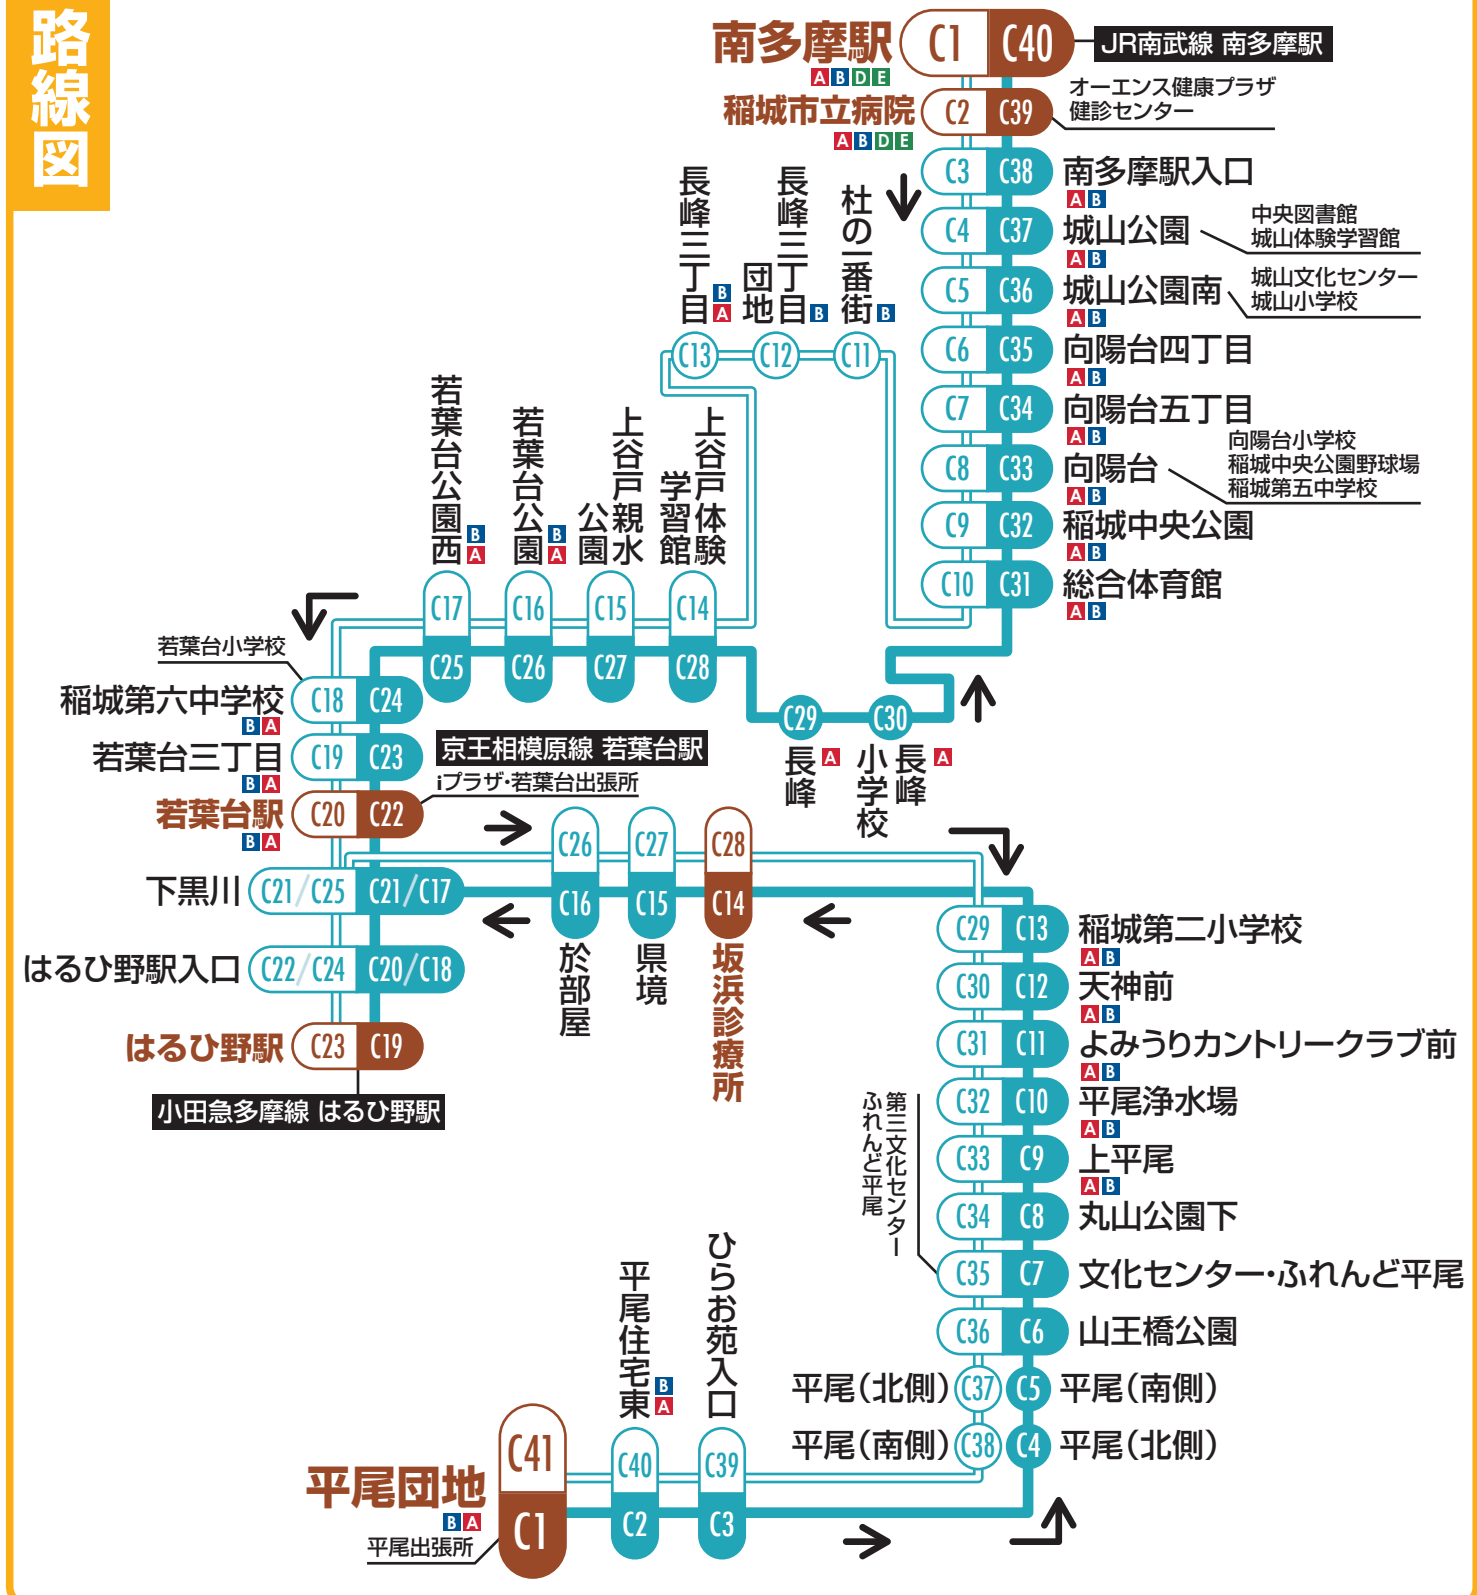 路線図
南多摩駅
A B D E
C1 C40
JR南武線 南多摩駅
稲城市立病院
A B D E
C2 C39
オーエンス健康プラザ
健診センター
C3 C38
南多摩駅入口
A B
C4 C37
城山公園
A B
中央図書館
城山体験学習館
C5 C36
城山公園南
A B
城山文化センター
城山小学校
C6 C35
向陽台四丁目
A B
C7 C34
向陽台五丁目
A B
C8 C33
向陽台
A B
向陽台小学校
稲城中央公園野球場
稲城第五中学校
C9 C32
稲城中央公園
A B
C10 C31
総合体育館
A B
杜の一番街
B
C11
長峰三丁目
団地
B
C12
長峰三丁目
B
A
C13
上谷戸体験
学習館
C14
C28
上谷戸親水
公園
C15
C27
若葉台公園
B
A
C16
C26
若葉台公園西
B
A
C17
C25
C29
長峰
A
C30
長峰
小学校
A
若葉台小学校
稲城第六中学校
B A
C18 C24
若葉台三丁目
B A
C19 C23
若葉台駅
B A
C20 C22
京王相模原線 若葉台駅
iプラザ・若葉台出張所
下黒川
C21/C25 C21/C17
はるひ野駅入口
C22/C24 C20/C18
はるひ野駅
C23 C19
小田急多摩線 はるひ野駅
C26
C16
於部屋
C27
C15
県境
C28
C14
坂浜診療所
C29 C13
稲城第二小学校
A B
C30 C12
天神前
A B
C31 C11
よみうりカントリークラブ前
A B
C32 C10
平尾浄水場
A B
C33 C9
上平尾
A B
C34 C8
丸山公園下
第三文化センター
ふれんど平尾
C35 C7
文化センター・ふれんど平尾
C36 C6
山王橋公園
平尾（北側）
C37 C5
平尾（南側）
平尾（南側）
C38 C4
平尾（北側）
ひらお苑入口
C39
C3
平尾住宅東
B
A
C40
C2
平尾団地
B A
C41
C1
平尾出張所